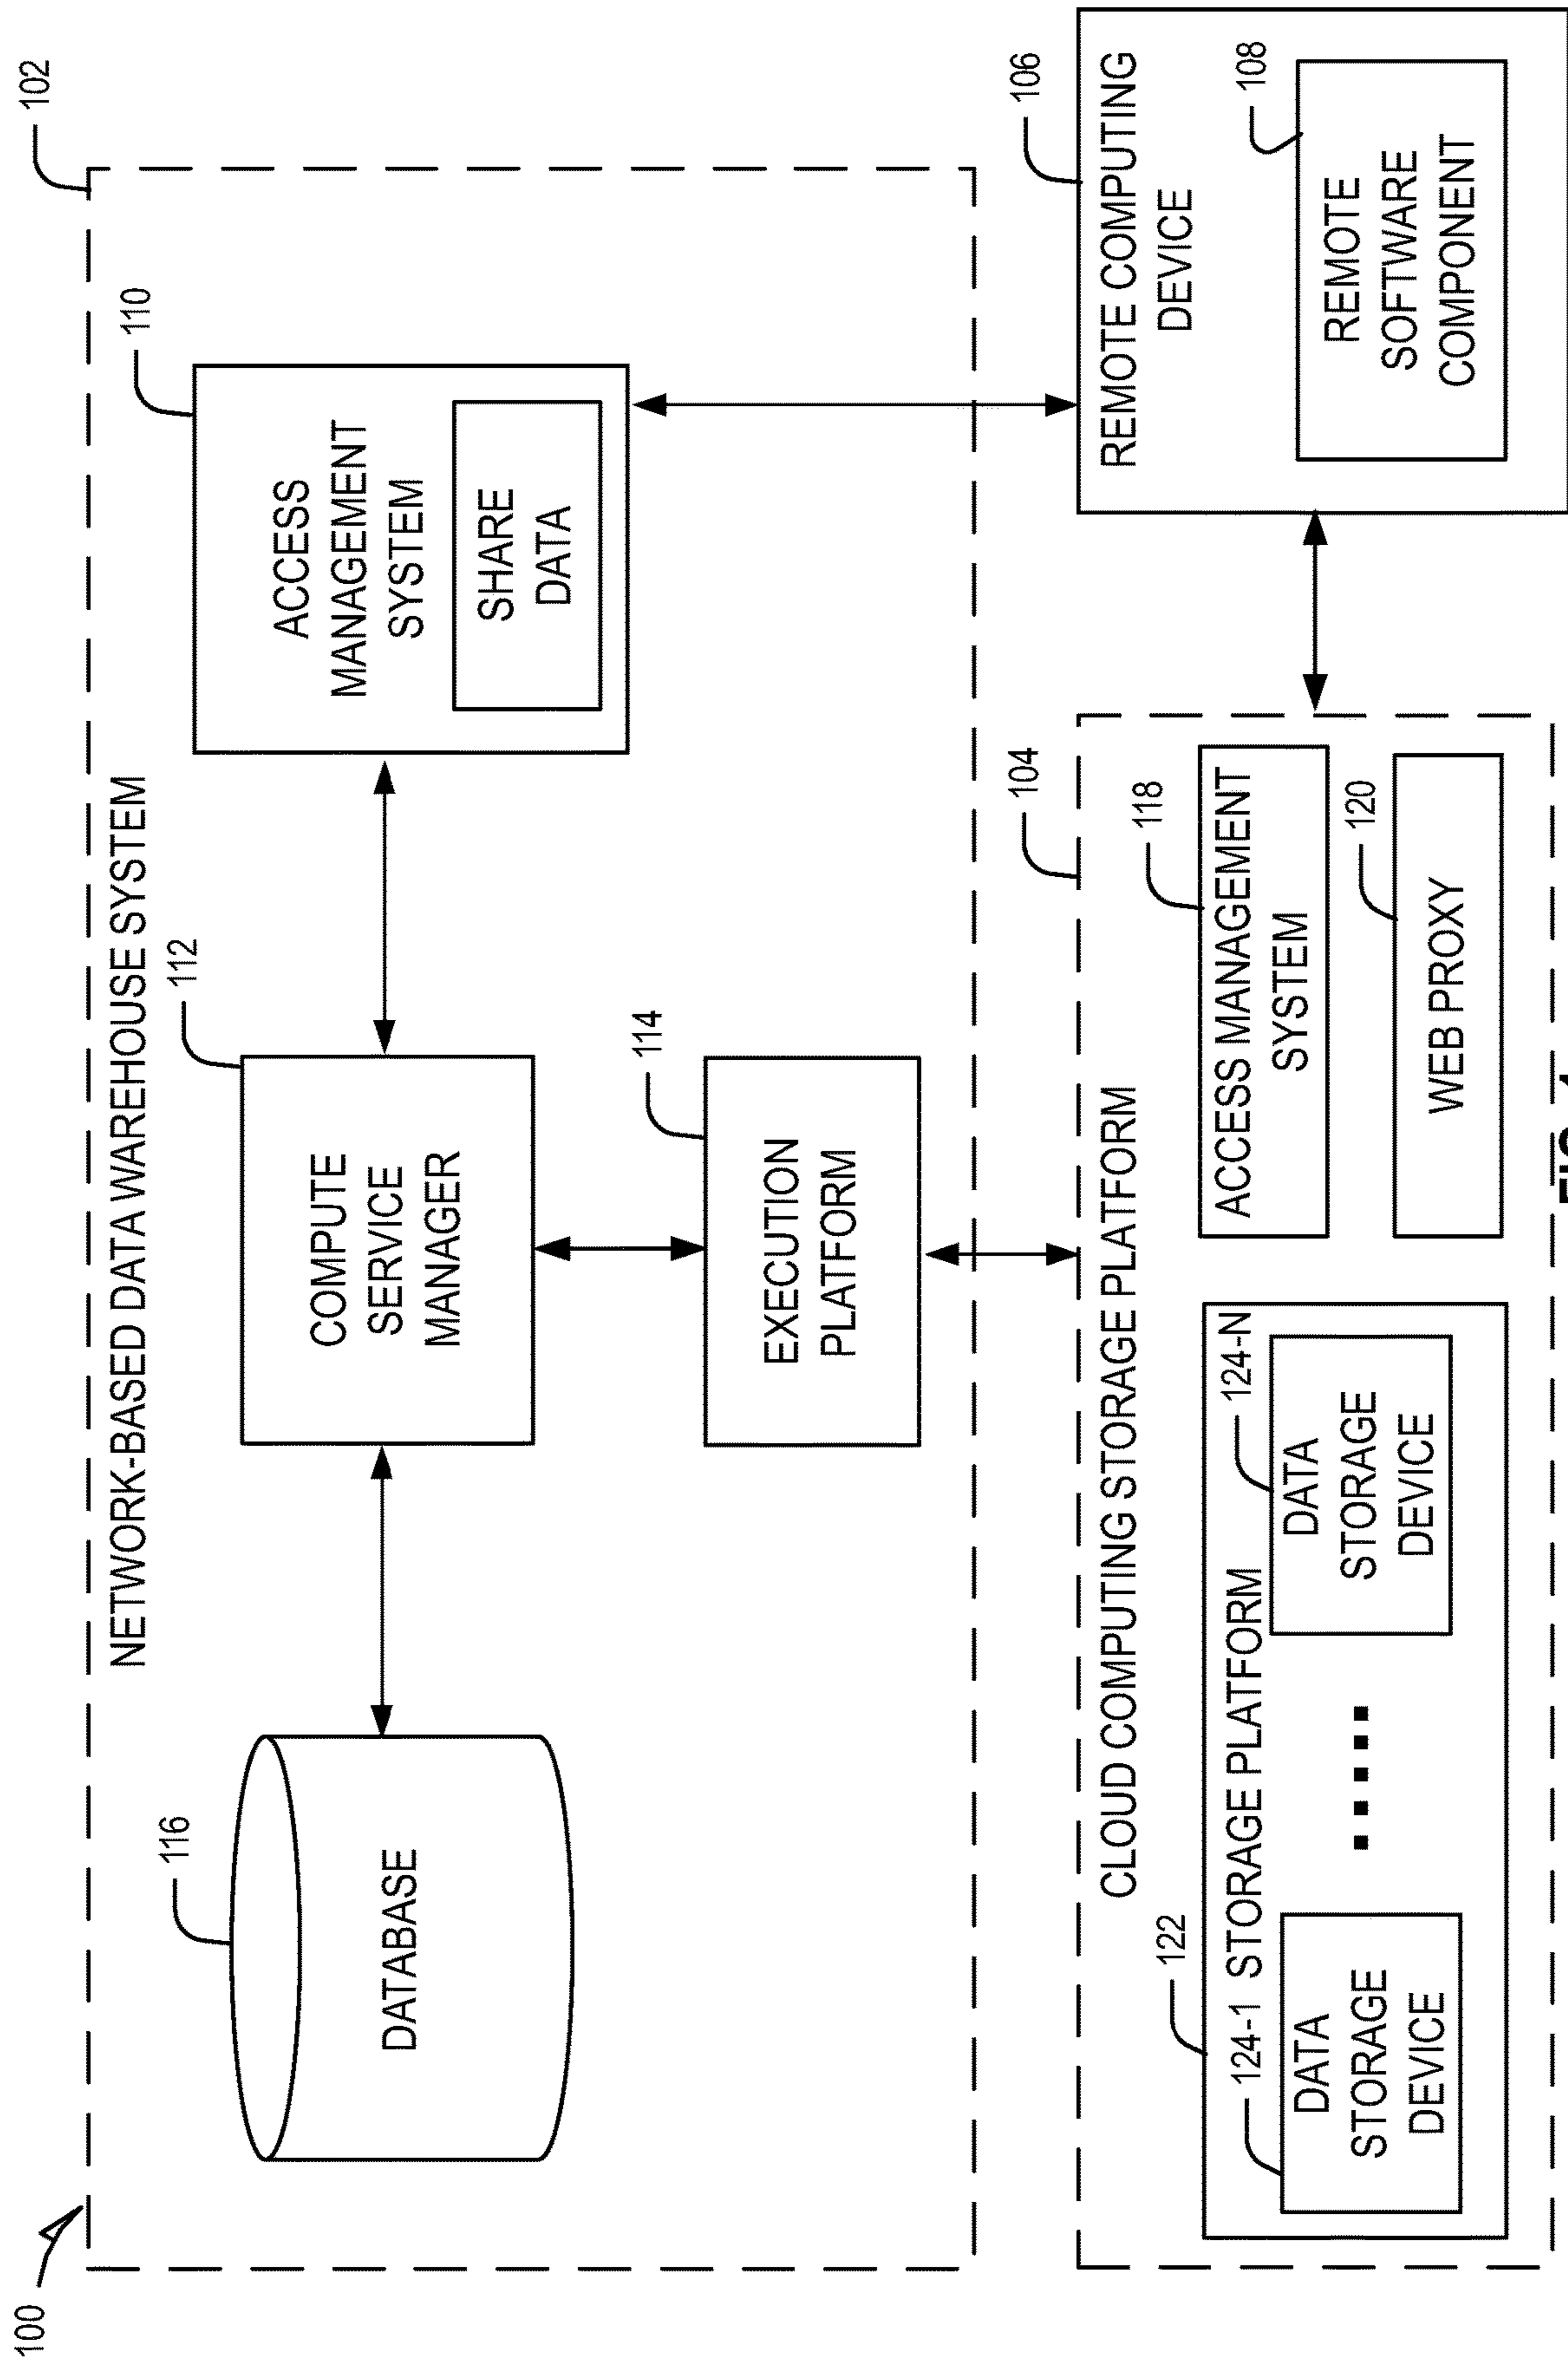 100
102
NETWORK-BASED DATA WAREHOUSE SYSTEM
116
DATABASE
112
COMPUTE
SERVICE
MANAGER
110
ACCESS
MANAGEMENT
SYSTEM
SHARE
DATA
114
EXECUTION
PLATFORM
104
CLOUD COMPUTING STORAGE PLATFORM
122
124-1 STORAGE PLATFORM
124-N
DATA
STORAGE
DEVICE
DATA
STORAGE
DEVICE
118
ACCESS MANAGEMENT
SYSTEM
120
WEB PROXY
106
REMOTE COMPUTING
DEVICE
108
REMOTE
SOFTWARE
COMPONENT